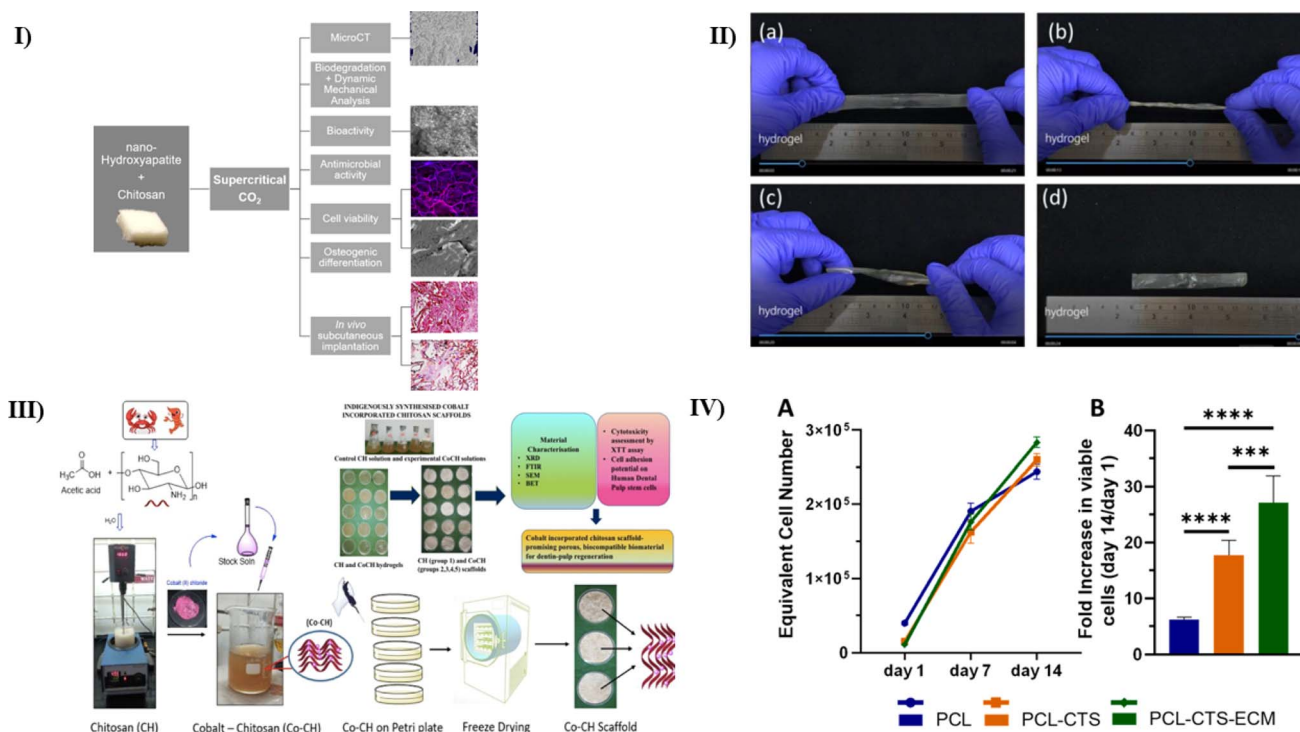 I)
nano-
Hydroxyapatite
+
Chitosan
Supercritical
CO₂
MicroCT
Biodegradation
+ Dynamic
Mechanical
Analysis
Bioactivity
Antimicrobial
activity
Cell viability
Osteogenic
differentiation
In vivo
subcutaneous
implantation
II)
(a)
hydrogel
(b)
hydrogel
(c)
hydrogel
(d)
hydrogel
III)
H₃C
O
OH
Acetic acid
+
HO
OH
O
NH₂
OH
n
H₂O
Chitosan (CH)
Stock Soln
Cobalt (II) chloride
Cobalt – Chitosan (Co-CH)
(Co-CH)
INDIGENOUSLY SYNTHESISED COBALT
INCORPORATED CHITOSAN SCAFFOLDS
Control CH solution and experimental CoCH solutions
CH and CoCH hydrogels
CH (group 1) and CoCH
(groups 2,3,4,5) scaffolds
Material
Characterisation
• XRD
• FTIR
• SEM
• BET
• Cytotoxicity
assessment by
XTT assay
• Cell adhesion
potential on
Human Dental
Pulp stem cells
Cobalt incorporated chitosan scaffold-
promising porous, biocompatible biomaterial
for dentin-pulp regeneration
Co-CH on Petri plate
Freeze Drying
Co-CH Scaffold
IV)
A
Equivalent Cell Number
3×10⁵
2×10⁵
1×10⁵
0
day 1
day 7
day 14
B
Fold Increase in viable
cells (day 14/day 1)
40
30
20
10
0
****
***
****
PCL
PCL-CTS
PCL-CTS-ECM